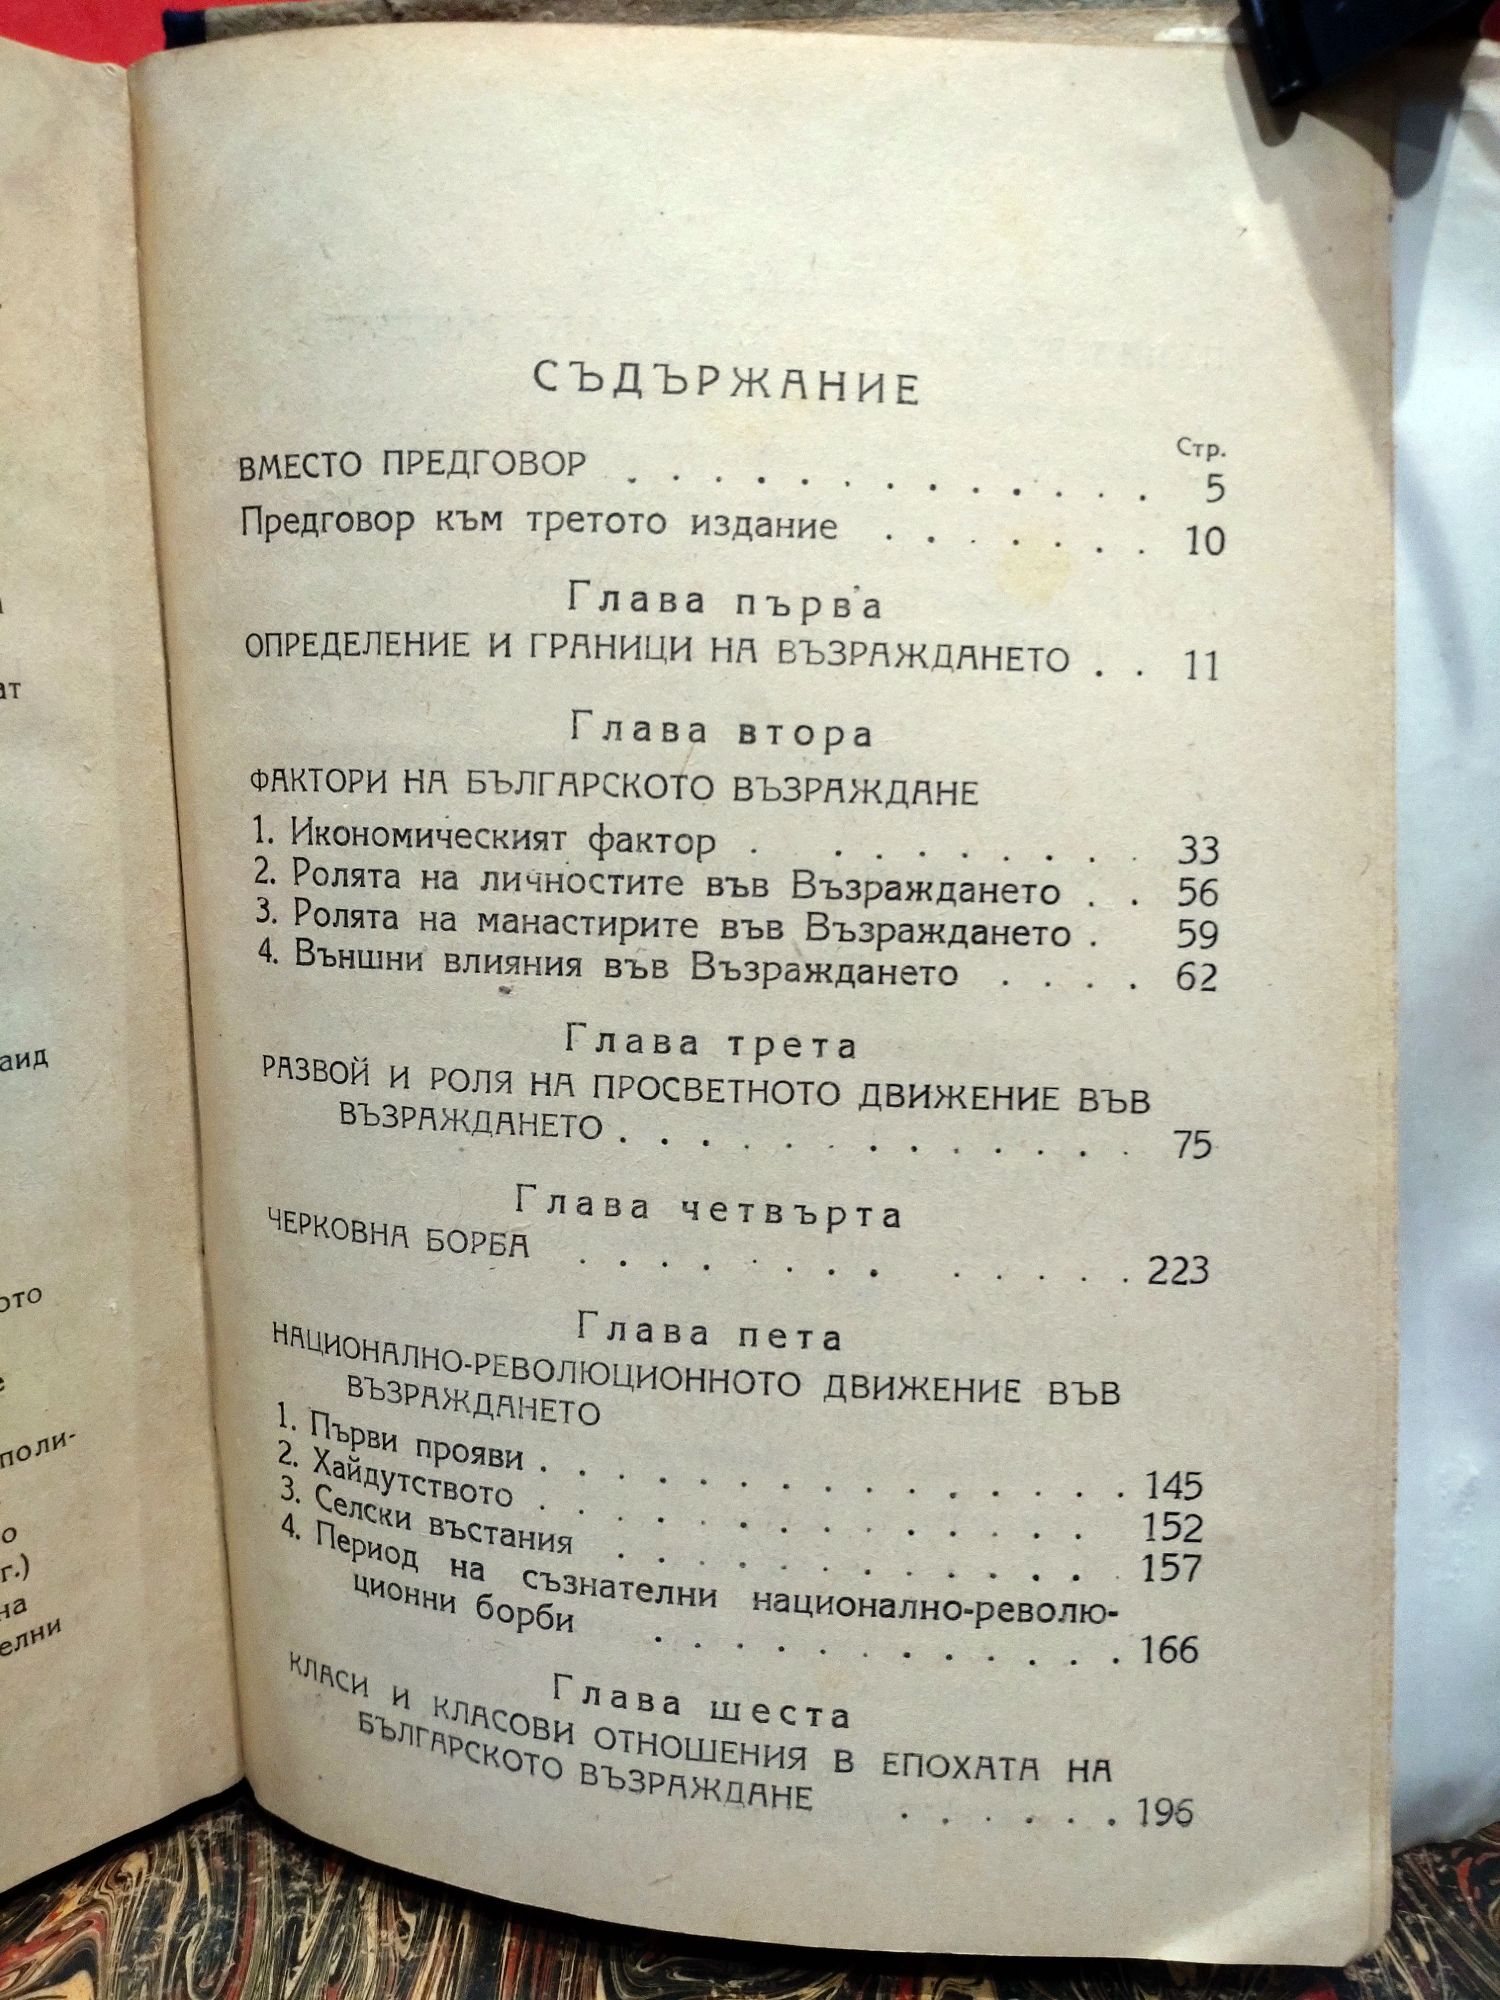 СЪДЪРЖАНИЕ
Стр.
ВМЕСТО ПРЕДГОВОР . . . . . . . . . . . . . 5
Предговор към третото издание . . . . . . . 10
Глава първа
ОПРЕДЕЛЕНИЕ И ГРАНИЦИ НА ВЪЗРАЖДАНЕТО . . 11
Глава втора
ФАКТОРИ НА БЪЛГАРСКОТО ВЪЗРАЖДАНЕ
1. Икономическият фактор . . . . . . . . . 33
2. Ролята на личностите във Възраждането . . 56
3. Ролята на манастирите във Възраждането . 59
4. Външни влияния във Възраждането . . . . 62
Глава трета
РАЗВОЙ И РОЛЯ НА ПРОСВЕТНОТО ДВИЖЕНИЕ ВЪВ
ВЪЗРАЖДАНЕТО . . . . . . . . . . . . . 75
Глава четвърта
ЧЕРКОВНА БОРБА . . . . . . . . . . . . . 223
Глава пета
НАЦИОНАЛНО-РЕВОЛЮЦИОННОТО ДВИЖЕНИЕ ВЪВ
ВЪЗРАЖДАНЕТО
1. Първи прояви . . . . . . . . . . . . . . . 145
2. Хайдутството . . . . . . . . . . . . . . 152
3. Селски въстания . . . . . . . . . . . . . 157
4. Период на съзнателни национално-револю-
ционни борби . . . . . . . . . . . . 166
Глава шеста
КЛАСИ И КЛАСОВИ ОТНОШЕНИЯ В ЕПОХАТА НА
БЪЛГАРСКОТО ВЪЗРАЖДАНЕ . . . . . . 196